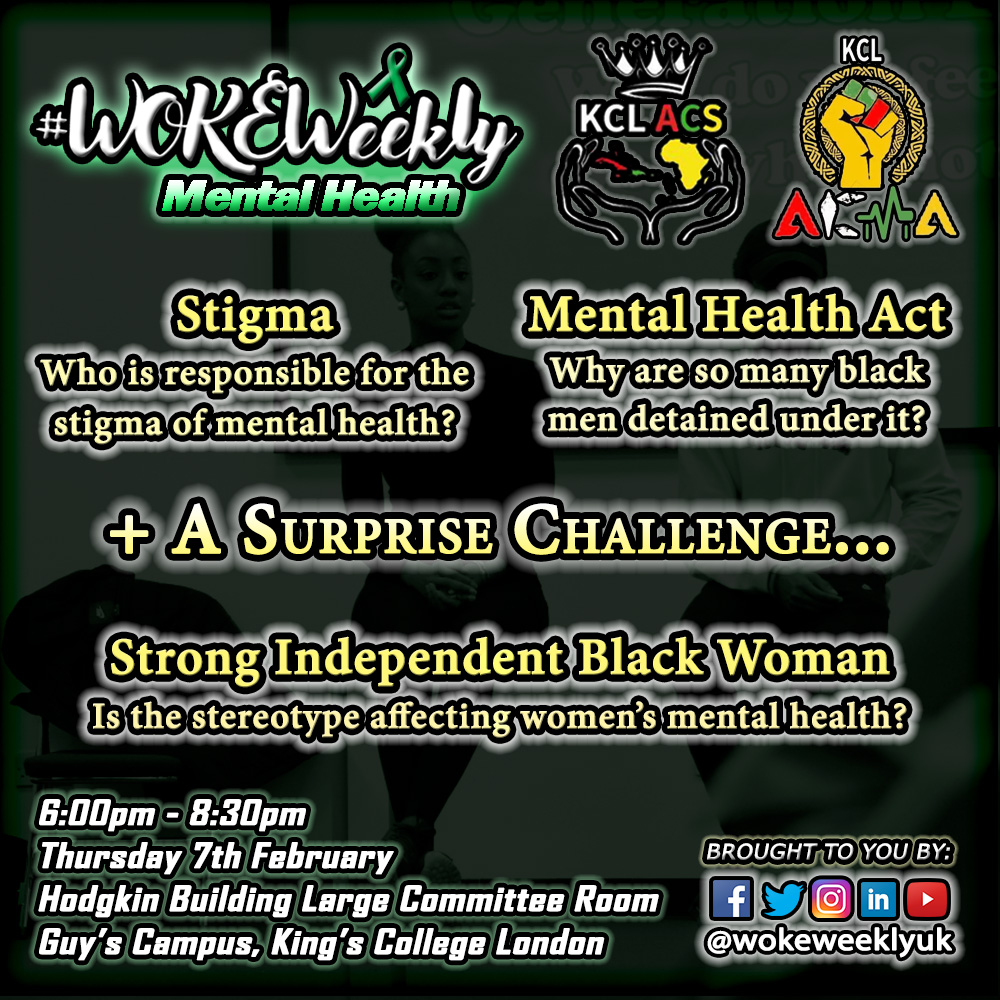 #WOKEWeekly
Mental Health
KCL ACS
KCL
AKMA
Stigma
Who is responsible for the
stigma of mental health?
Mental Health Act
Why are so many black
men detained under it?
+ A Surprise Challenge...
Strong Independent Black Woman
Is the stereotype affecting women's mental health?
6:00pm - 8:30pm
Thursday 7th February
Hodgkin Building Large Committee Room
Guy's Campus, King's College London
BROUGHT TO YOU BY:
@wokeweeklyuk